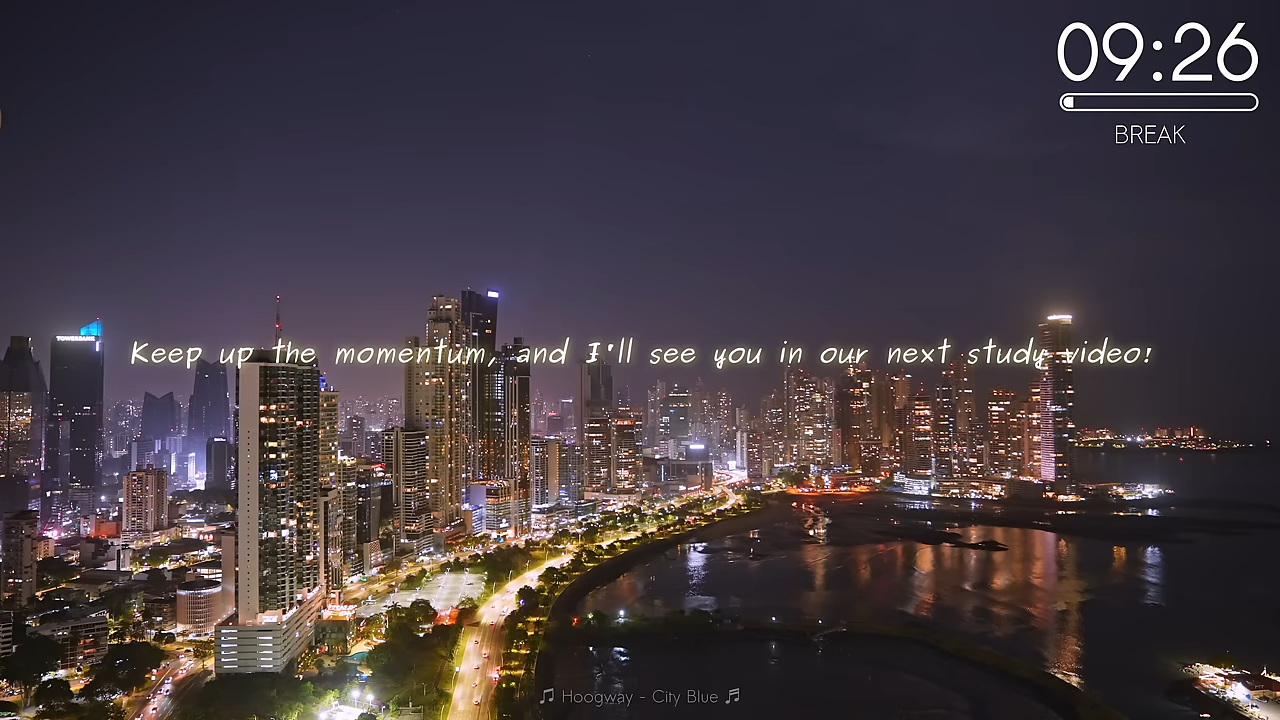 09:26
BREAK
TOWERBANK
Keep up the momentum, and I'll see you in our next study video!
♫ Hoogway - City Blue ♫